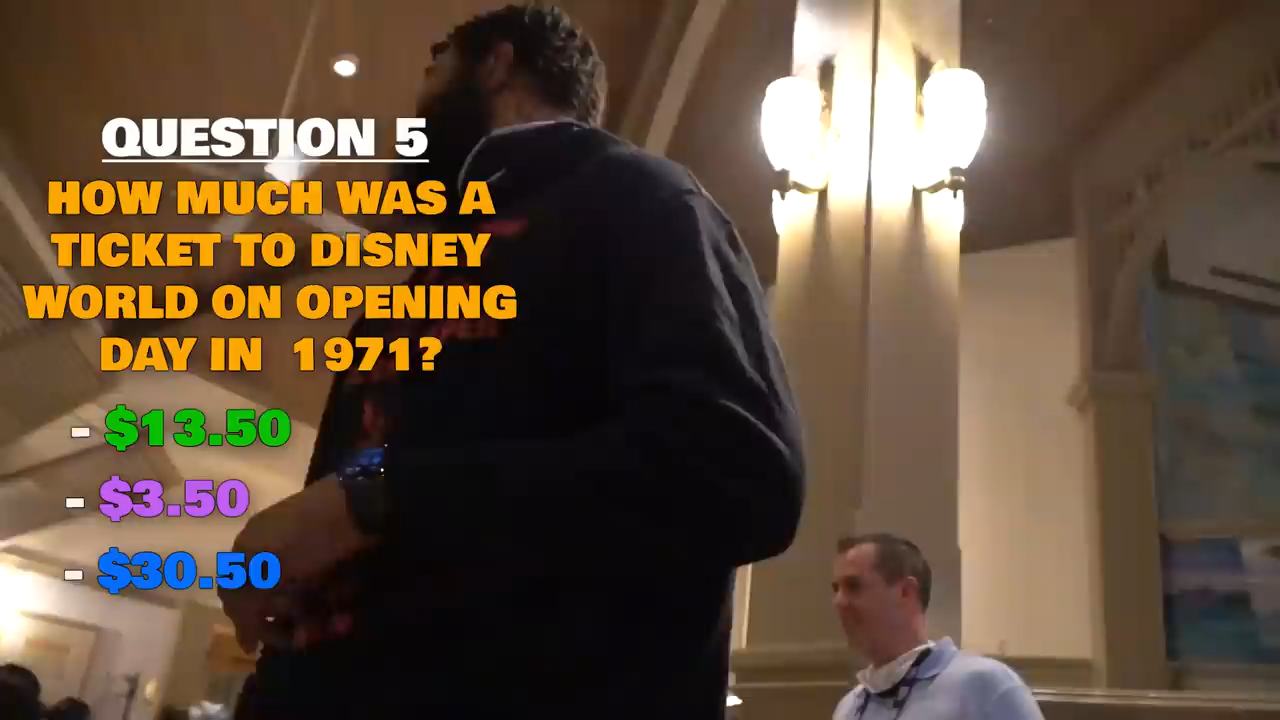 QUESTION 5
HOW MUCH WAS A
TICKET TO DISNEY
WORLD ON OPENING
DAY IN 1971?
- $13.50
- $3.50
- $30.50